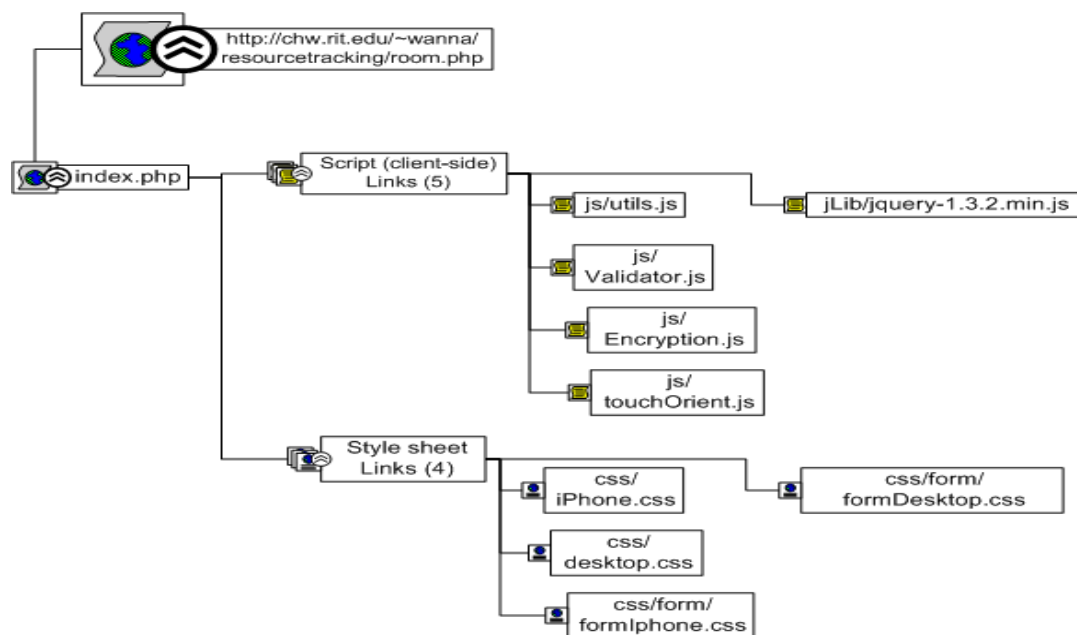 http://chw.rit.edu/~wanna/
resourcetracking/room.php
index.php
Script (client-side)
Links (5)
js/utils.js
jLib/jquery-1.3.2.min.js
js/
Validator.js
js/
Encryption.js
js/
touchOrient.js
Style sheet
Links (4)
css/
iPhone.css
css/form/
formDesktop.css
css/
desktop.css
css/form/
formIphone.css